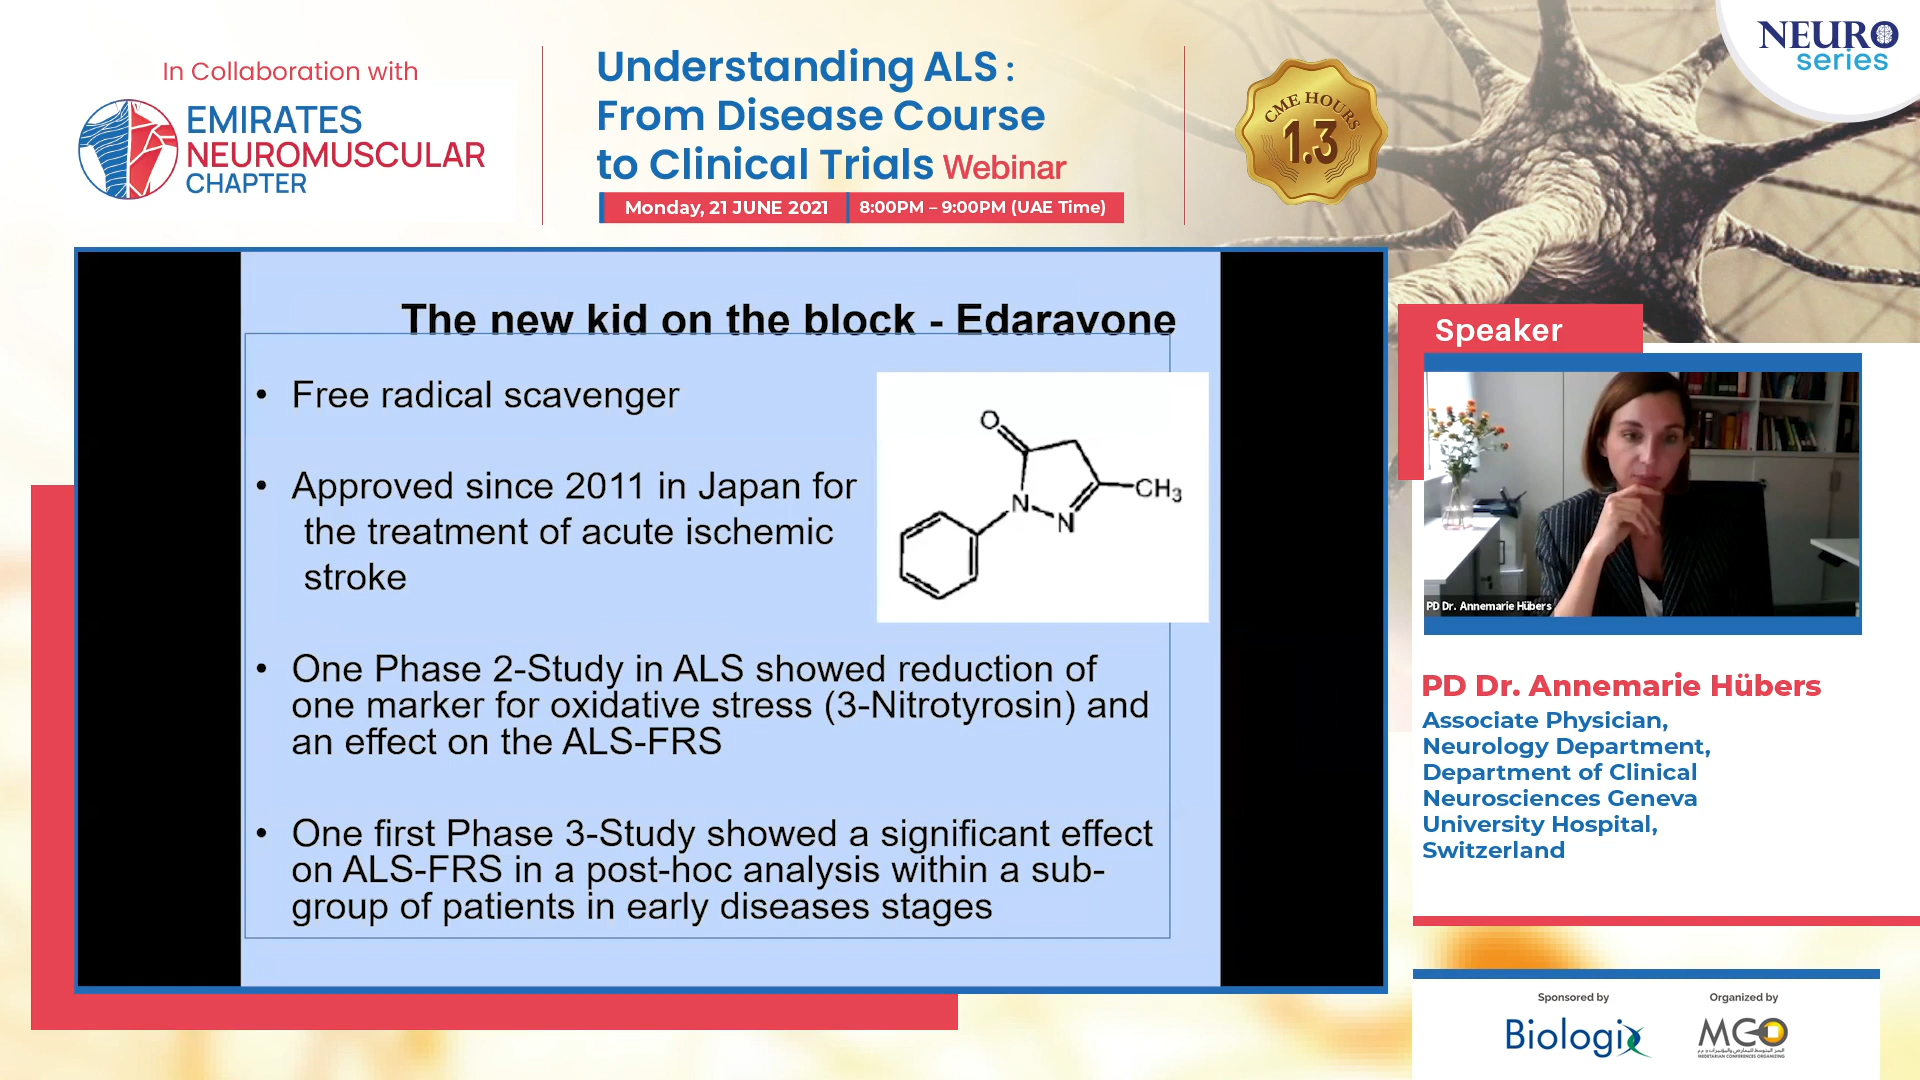 In Collaboration with
EMIRATES
NEUROMUSCULAR
CHAPTER
Understanding ALS :
From Disease Course
to Clinical Trials Webinar
Monday, 21 JUNE 2021
8:00PM – 9:00PM (UAE Time)
CME HOURS
1.3
NEURO
series
The new kid on the block - Edaravone
• Free radical scavenger
• Approved since 2011 in Japan for
the treatment of acute ischemic
stroke
• One Phase 2-Study in ALS showed reduction of
one marker for oxidative stress (3-Nitrotyrosin) and
an effect on the ALS-FRS
• One first Phase 3-Study showed a significant effect
on ALS-FRS in a post-hoc analysis within a sub-
group of patients in early diseases stages
O
N
N
CH3
Speaker
PD Dr. Annemarie Hübers
PD Dr. Annemarie Hübers
Associate Physician,
Neurology Department,
Department of Clinical
Neurosciences Geneva
University Hospital,
Switzerland
Sponsored by
Biologix
Organized by
MCO